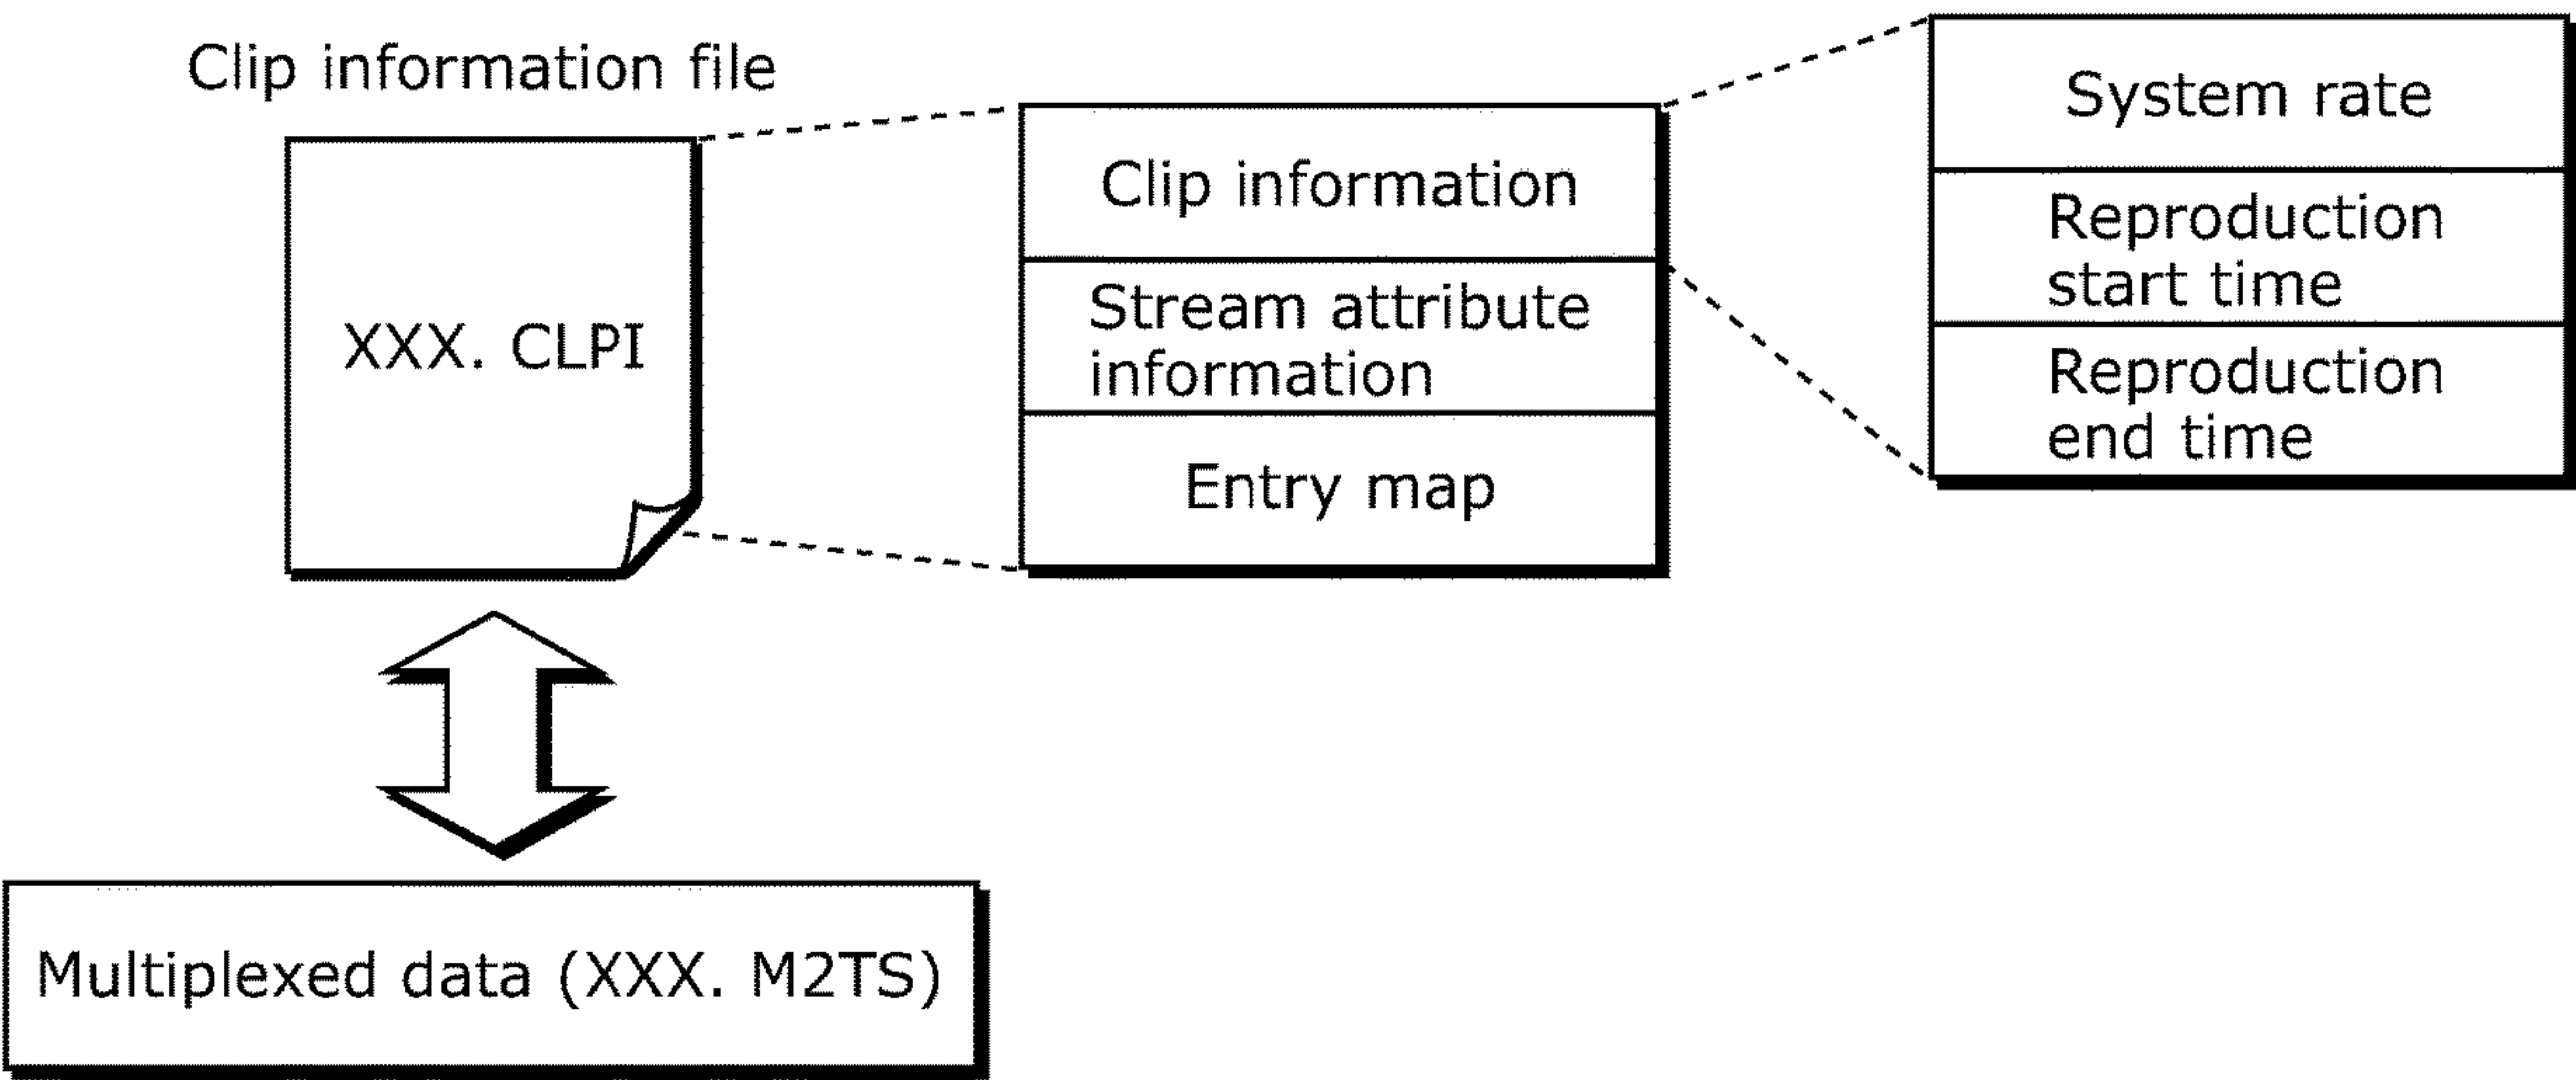 Clip information file
XXX. CLPI
Clip information
Stream attribute
information
Entry map
System rate
Reproduction
start time
Reproduction
end time
Multiplexed data (XXX. M2TS)